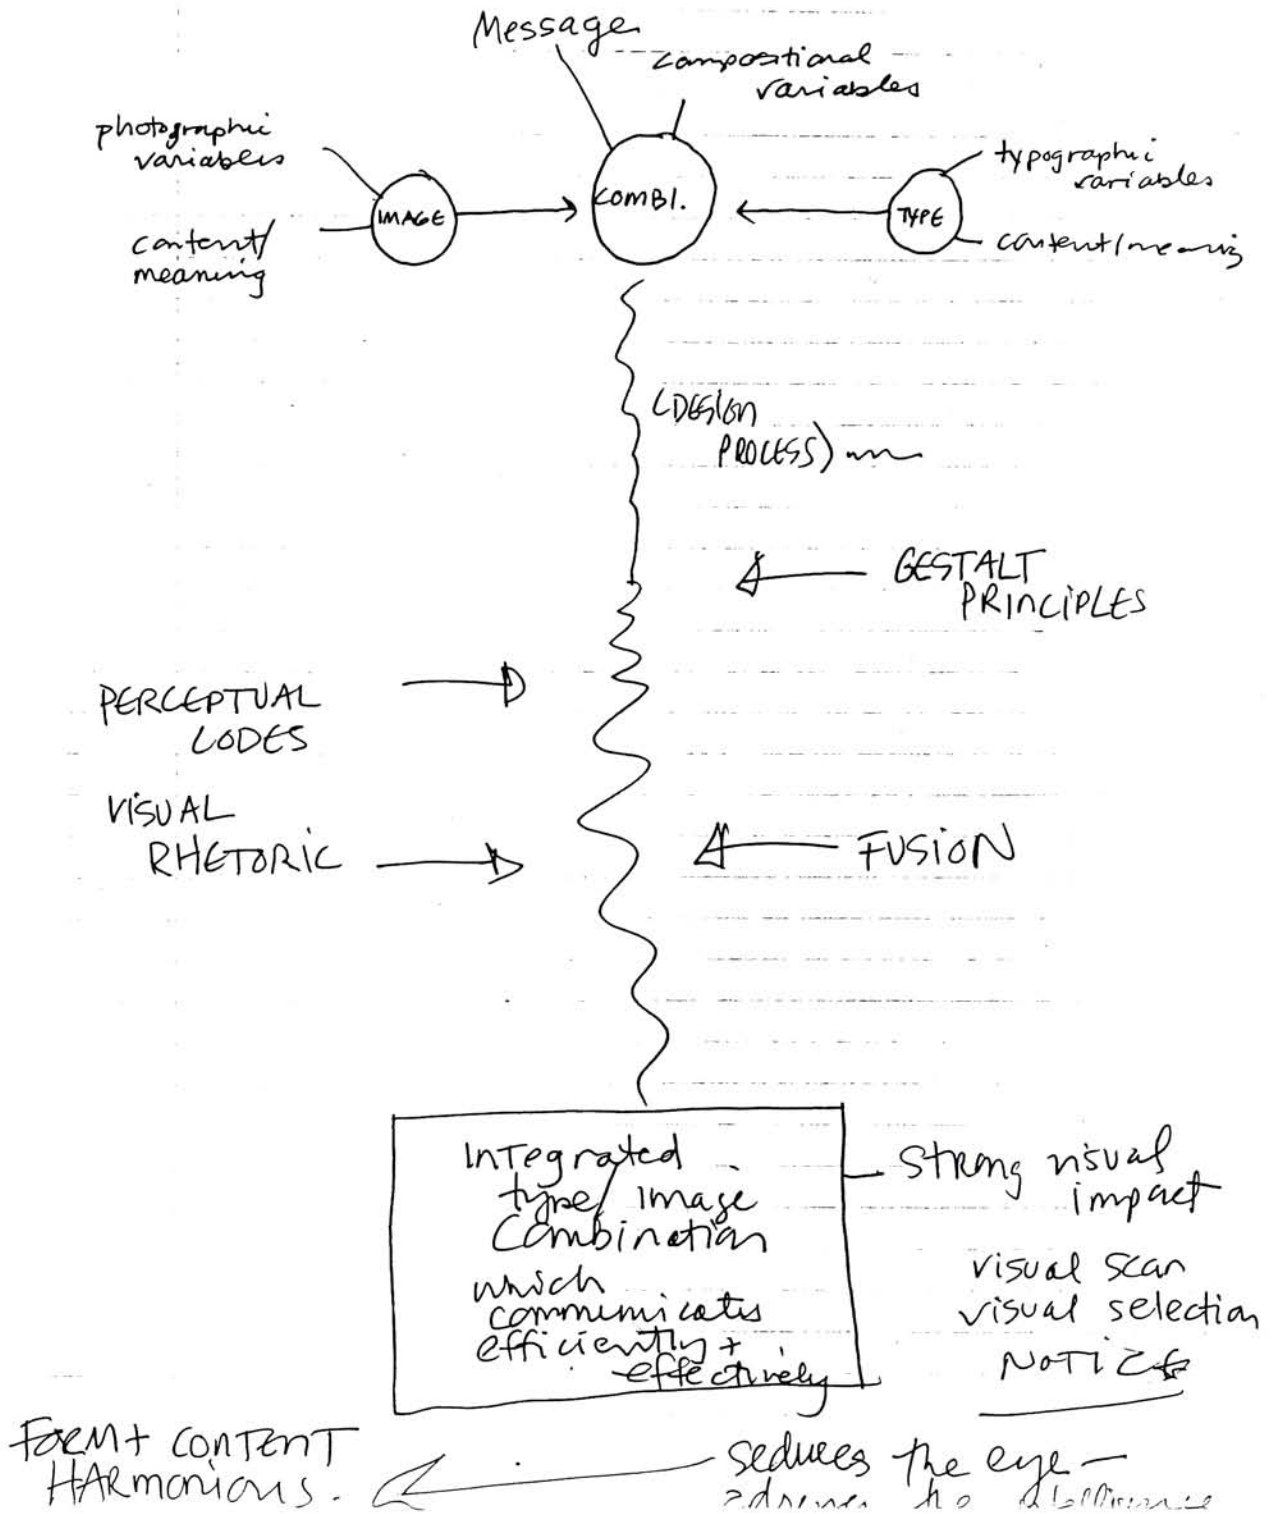 Message
compositional
variables
photographic
variables
content/
meaning
IMAGE
COMBI.
TYPE
typographic
variables
content/meaning
(DESIGN
PROCESS)
GESTALT
PRINCIPLES
PERCEPTUAL
CODES
VISUAL
RHETORIC
FUSION
Integrated
type/image
Combination
which
communicates
efficiently +
effectively
Strong visual
impact
visual scan
visual selection
NOTICE
FORM + CONTENT
HARmonious.
seduces the eye –